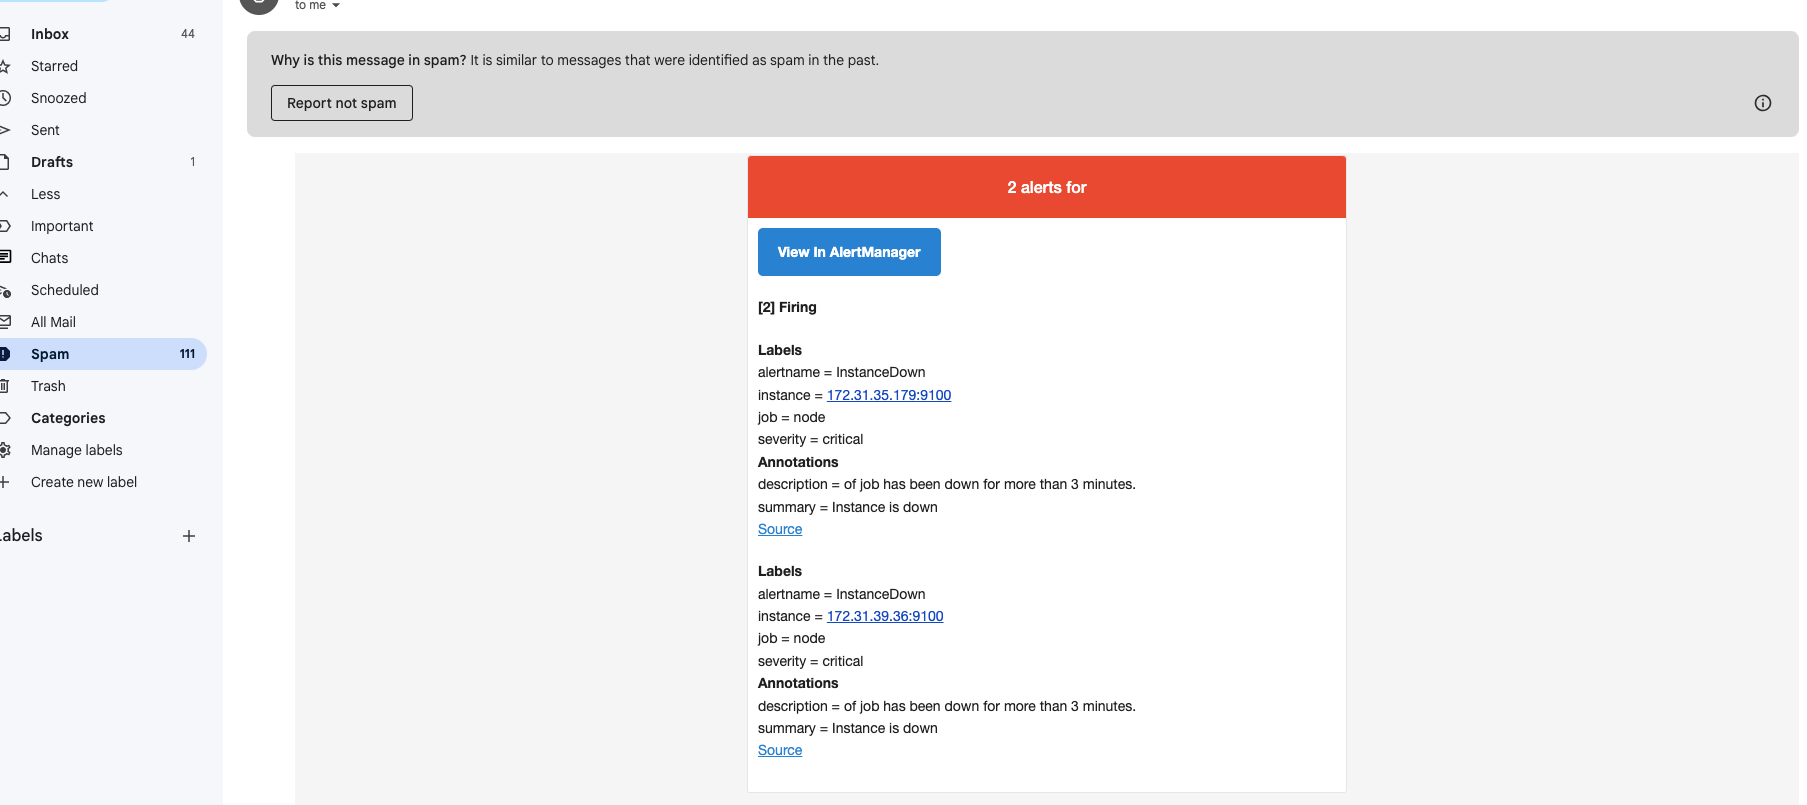 to me
Inbox 44
Starred
Snoozed
Sent
Drafts 1
Less
Important
Chats
Scheduled
All Mail
Spam 111
Trash
Categories
Manage labels
Create new label
Labels
Why is this message in spam? It is similar to messages that were identified as spam in the past.
Report not spam
2 alerts for
View In AlertManager
[2] Firing
Labels
alertname = InstanceDown
instance = 172.31.35.179:9100
job = node
severity = critical
Annotations
description = of job has been down for more than 3 minutes.
summary = Instance is down
Source
Labels
alertname = InstanceDown
instance = 172.31.39.36:9100
job = node
severity = critical
Annotations
description = of job has been down for more than 3 minutes.
summary = Instance is down
Source